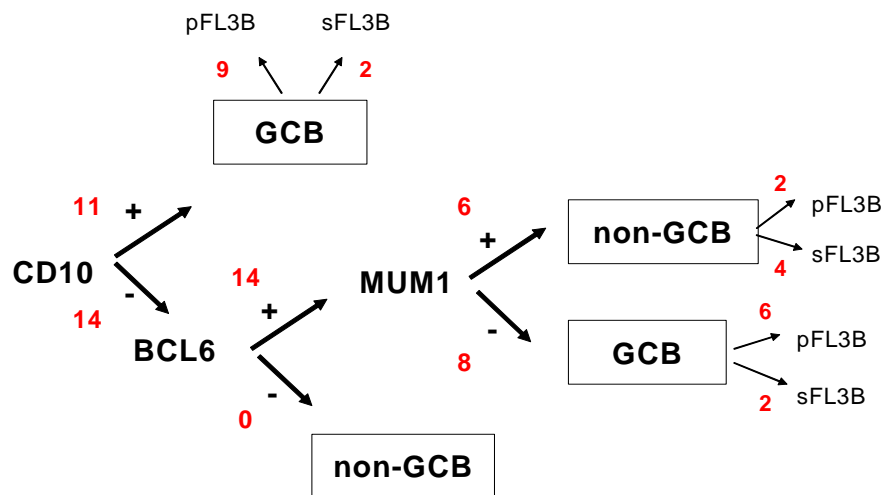 pFL3B sFL3B
9 2
GCB
11 +
6 +
2
pFL3B
non-GCB
sFL3B
4
CD10
-
14
14 +
MUM1
-
8
BCL6
-
0
6
pFL3B
GCB
sFL3B
2
non-GCB